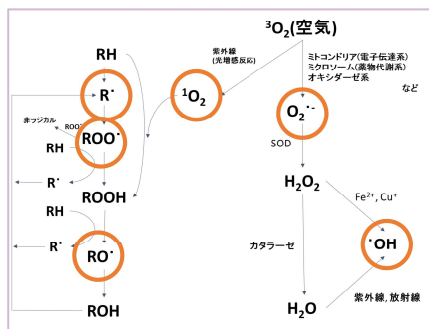 ³O₂(空気)
紫外線
(光増感反応)
ミトコンドリア(電子伝達系)
ミクロソーム(薬物代謝系)
オキシダーゼ系
など
RH
R˙
¹O₂
O₂˙⁻
非ラジカル
ROO˙
ROO˙
RH
SOD
R˙
ROOH
H₂O₂
RH
Fe²⁺, Cu⁺
R˙
RO˙
カタラーゼ
˙OH
紫外線, 放射線
ROH
H₂O